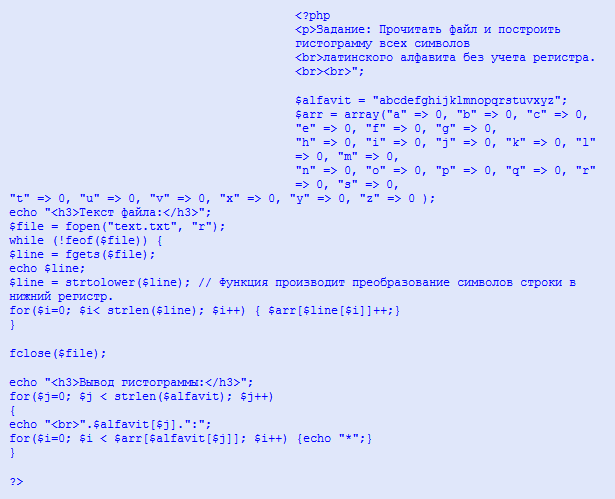 <?php
<p>Задание: Прочитать файл и построить
гистограмму всех символов
<br>латинского алфавита без учета регистра.
<br><br>";
$alfavit = "abcdefghijklmnopqrstuvxyz";
$arr = array("a" => 0, "b" => 0, "c" => 0,
"e" => 0, "f" => 0, "g" => 0,
"h" => 0, "i" => 0, "j" => 0, "k" => 0, "l"
=> 0, "m" => 0,
"n" => 0, "o" => 0, "p" => 0, "q" => 0, "r"
=> 0, "s" => 0,
"t" => 0, "u" => 0, "v" => 0, "x" => 0, "y" => 0, "z" => 0 );
echo "<h3>Текст файла:</h3>";
$file = fopen("text.txt", "r");
while (!feof($file)) {
$line = fgets($file);
echo $line;
$line = strtolower($line); // Функция производит преобразование символов строки в
нижний регистр.
for($i=0; $i< strlen($line); $i++) { $arr[$line[$i]]++;}
}
fclose($file);
echo "<h3>Вывод гистограммы:</h3>";
for($j=0; $j < strlen($alfavit); $j++)
{
echo "<br>".$alfavit[$j].":";
for($i=0; $i < $arr[$alfavit[$j]]; $i++) {echo "*";}
}
?>